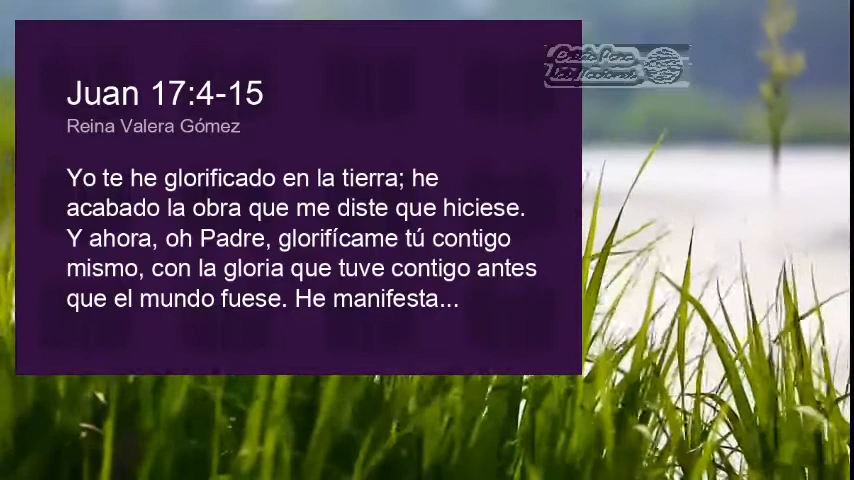 Juan 17:4-15
Reina Valera Gómez
Yo te he glorificado en la tierra; he
acabado la obra que me diste que hiciese.
Y ahora, oh Padre, glorifícame tú contigo
mismo, con la gloria que tuve contigo antes
que el mundo fuese. He manifesta...